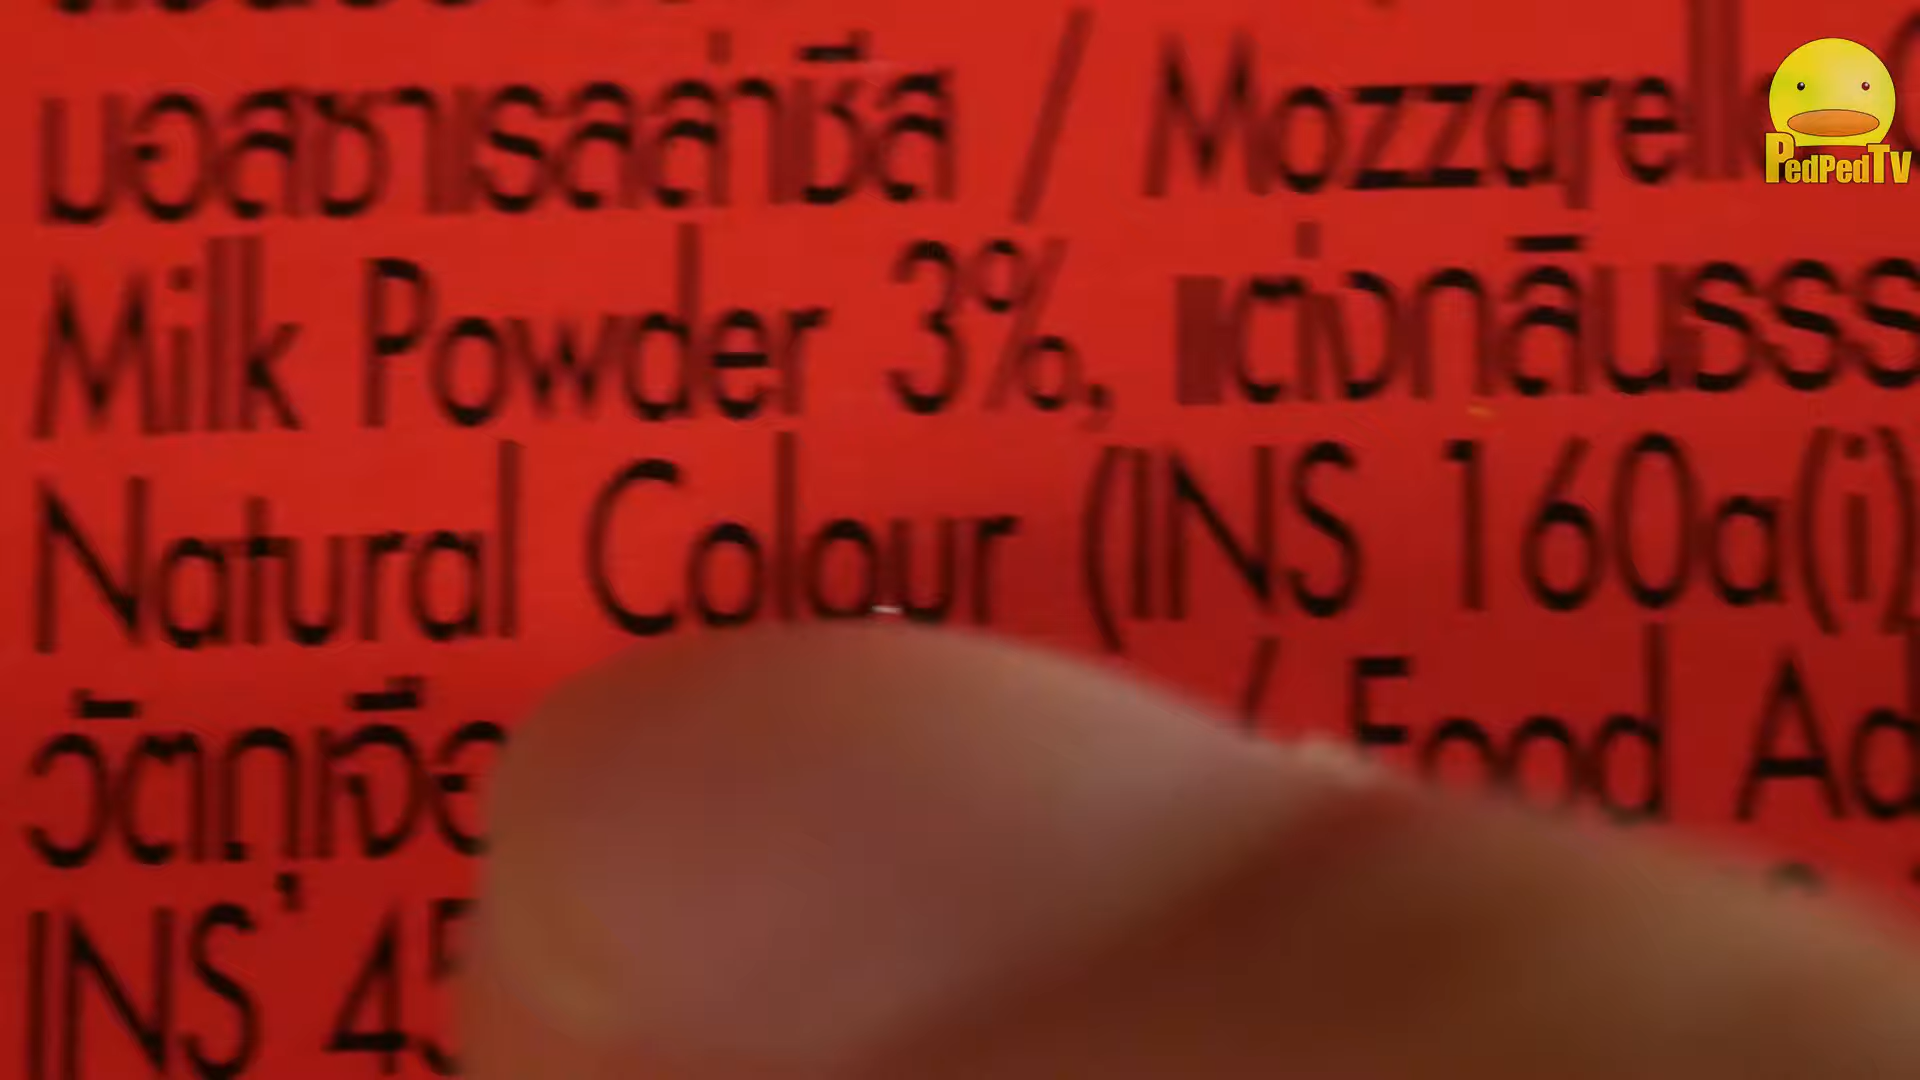 มอสซาเรลล่าชีส / Mozzarella
PedPedTV
Milk Powder 3%, แต่งกลิ่นธรร
Natural Colour (INS 160a(i)
วัตถุเจือ / Food Ad
INS 45